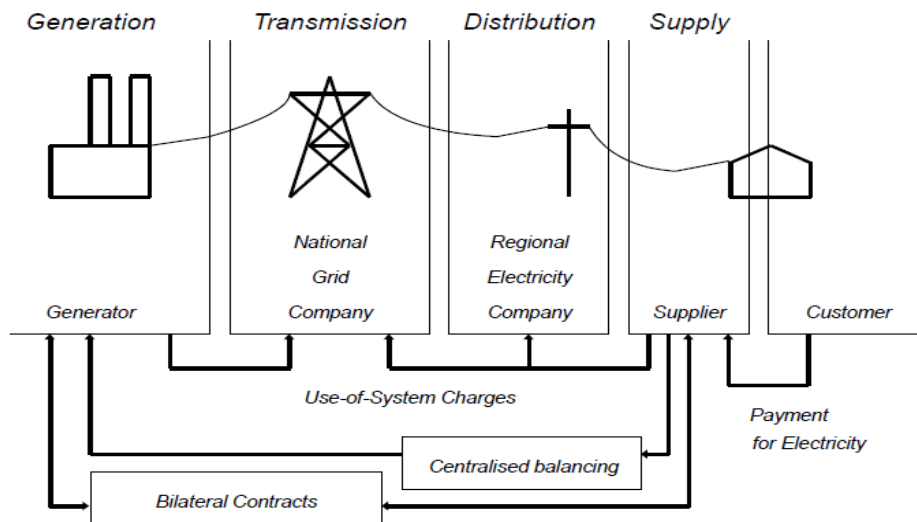 Generation
Transmission
Distribution
Supply
National
Grid
Company
Regional
Electricity
Company
Generator
Supplier
Customer
Use-of-System Charges
Payment
for Electricity
Centralised balancing
Bilateral Contracts